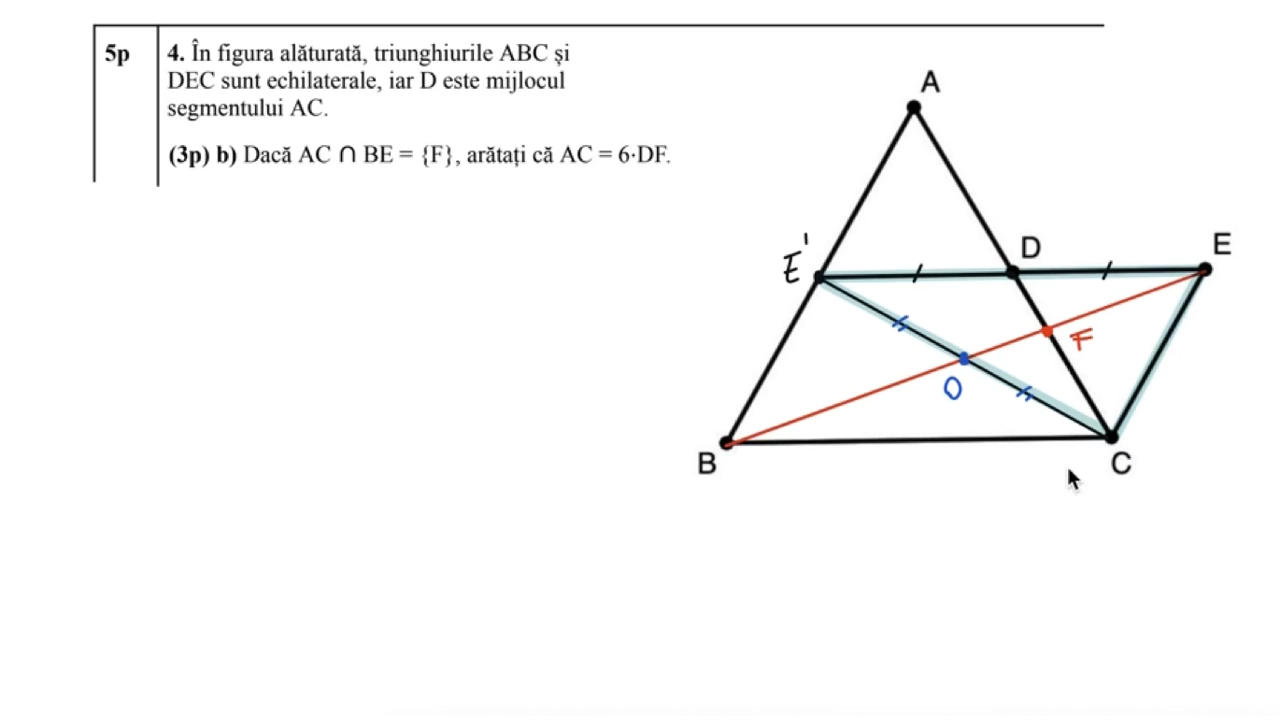 5p
4. În figura alăturată, triunghiurile ABC și
DEC sunt echilaterale, iar D este mijlocul
segmentului AC.
(3p) b) Dacă AC ∩ BE = {F}, arătați că AC = 6·DF.
A
E'
D
E
F
O
B
C